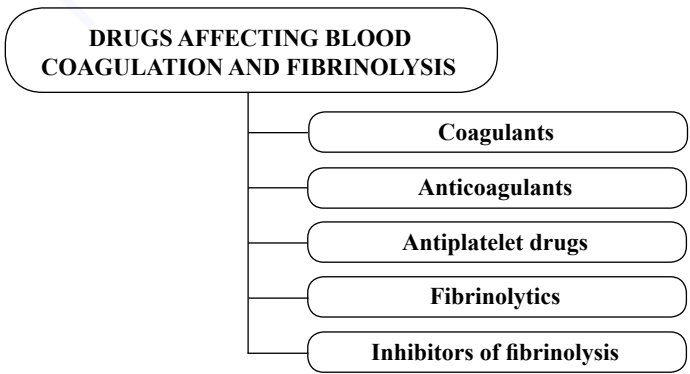 DRUGS AFFECTING BLOOD
COAGULATION AND FIBRINOLYSIS
Coagulants
Anticoagulants
Antiplatelet drugs
Fibrinolytics
Inhibitors of fibrinolysis